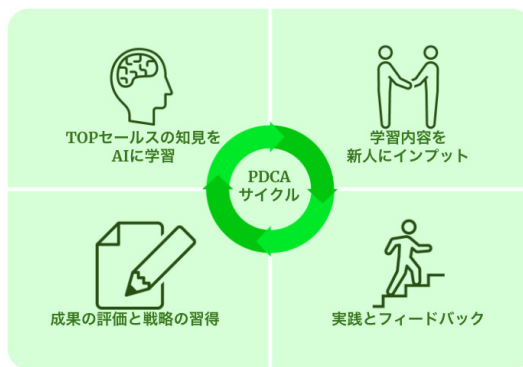 TOPセールスの知見を
AIに学習
学習内容を
新人にインプット
PDCA
サイクル
成果の評価と戦略の習得
実践とフィードバック